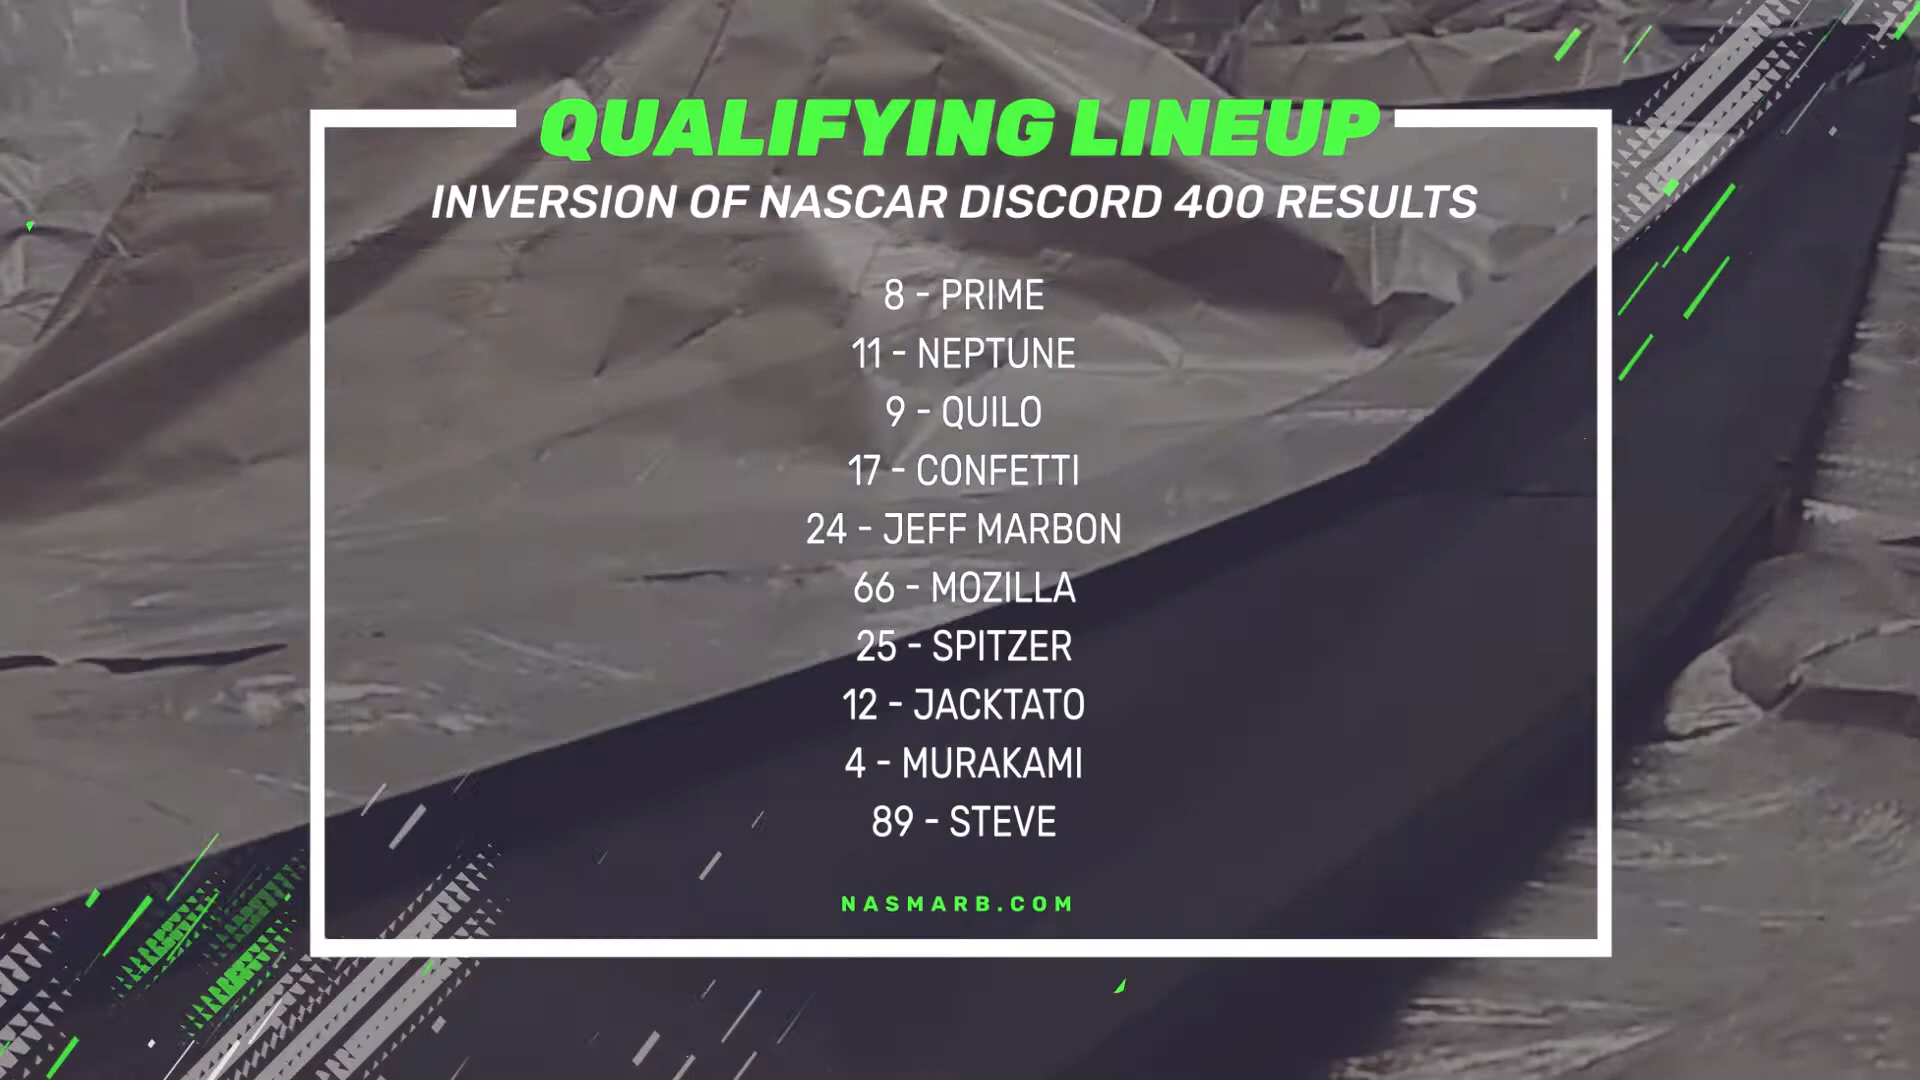 QUALIFYING LINEUP
INVERSION OF NASCAR DISCORD 400 RESULTS
8 - PRIME
11 - NEPTUNE
9 - QUILO
17 - CONFETTI
24 - JEFF MARBON
66 - MOZILLA
25 - SPITZER
12 - JACKTATO
4 - MURAKAMI
89 - STEVE
NASMARB.COM